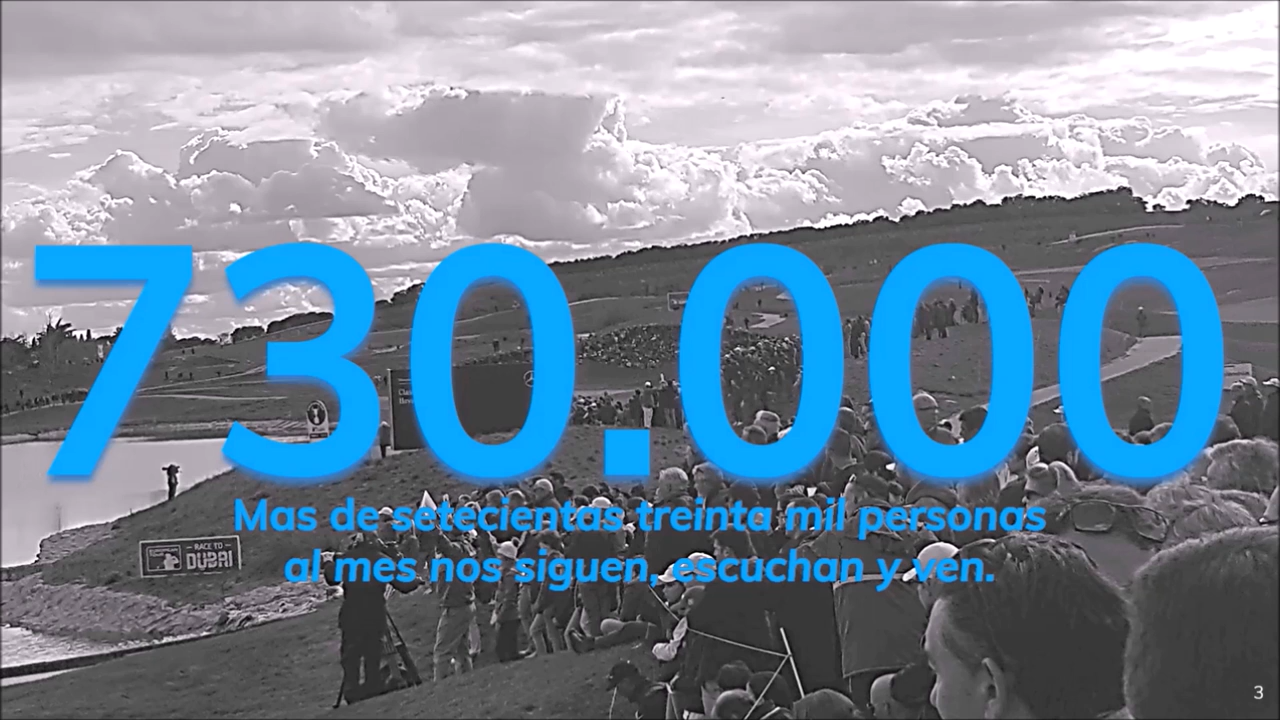 730.000
Mas de setecientas treinta mil personas
al mes nos siguen, escuchan y ven.
RACE TO
DUBAI
3